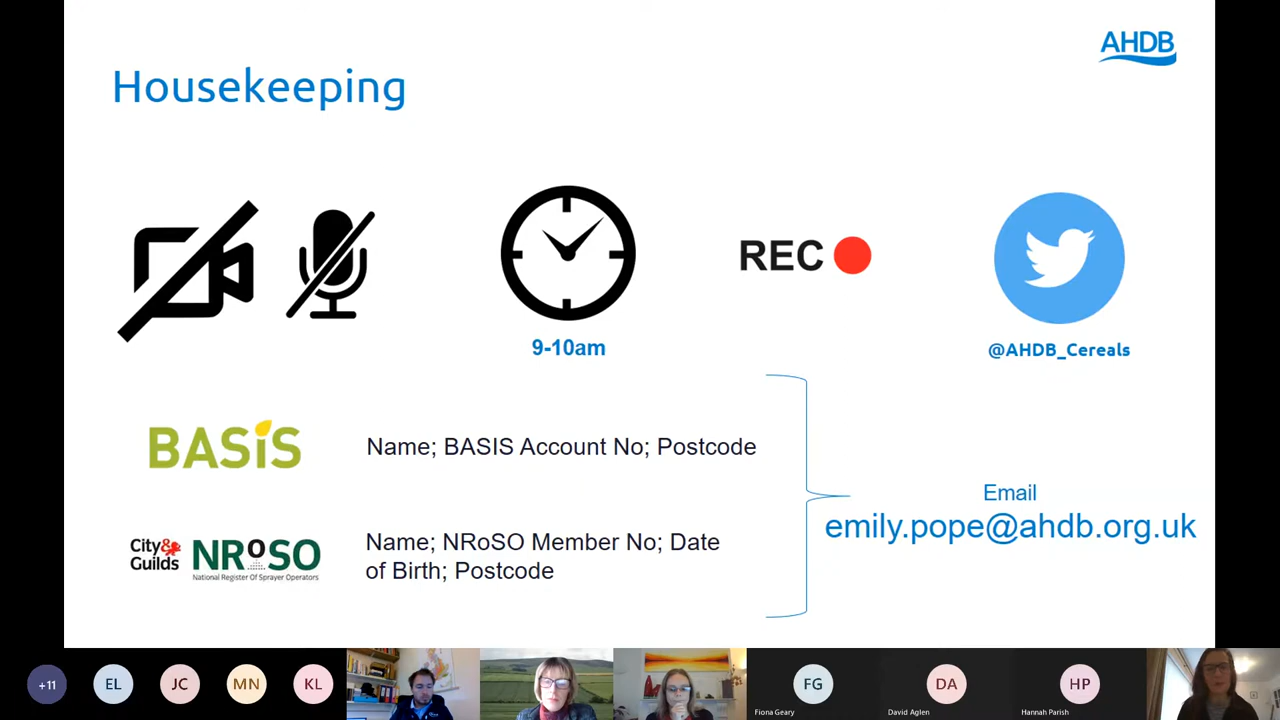 AHDB
Housekeeping
REC
9-10am
@AHDB_Cereals
BASIS
Name; BASIS Account No; Postcode
Email
emily.pope@ahdb.org.uk
City&
Guilds
NRoSO
National Register Of Sprayer Operators
Name; NRoSO Member No; Date
of Birth; Postcode
+11
EL
JC
MN
KL
FG
Fiona Geary
DA
David Aglen
HP
Hannah Parish